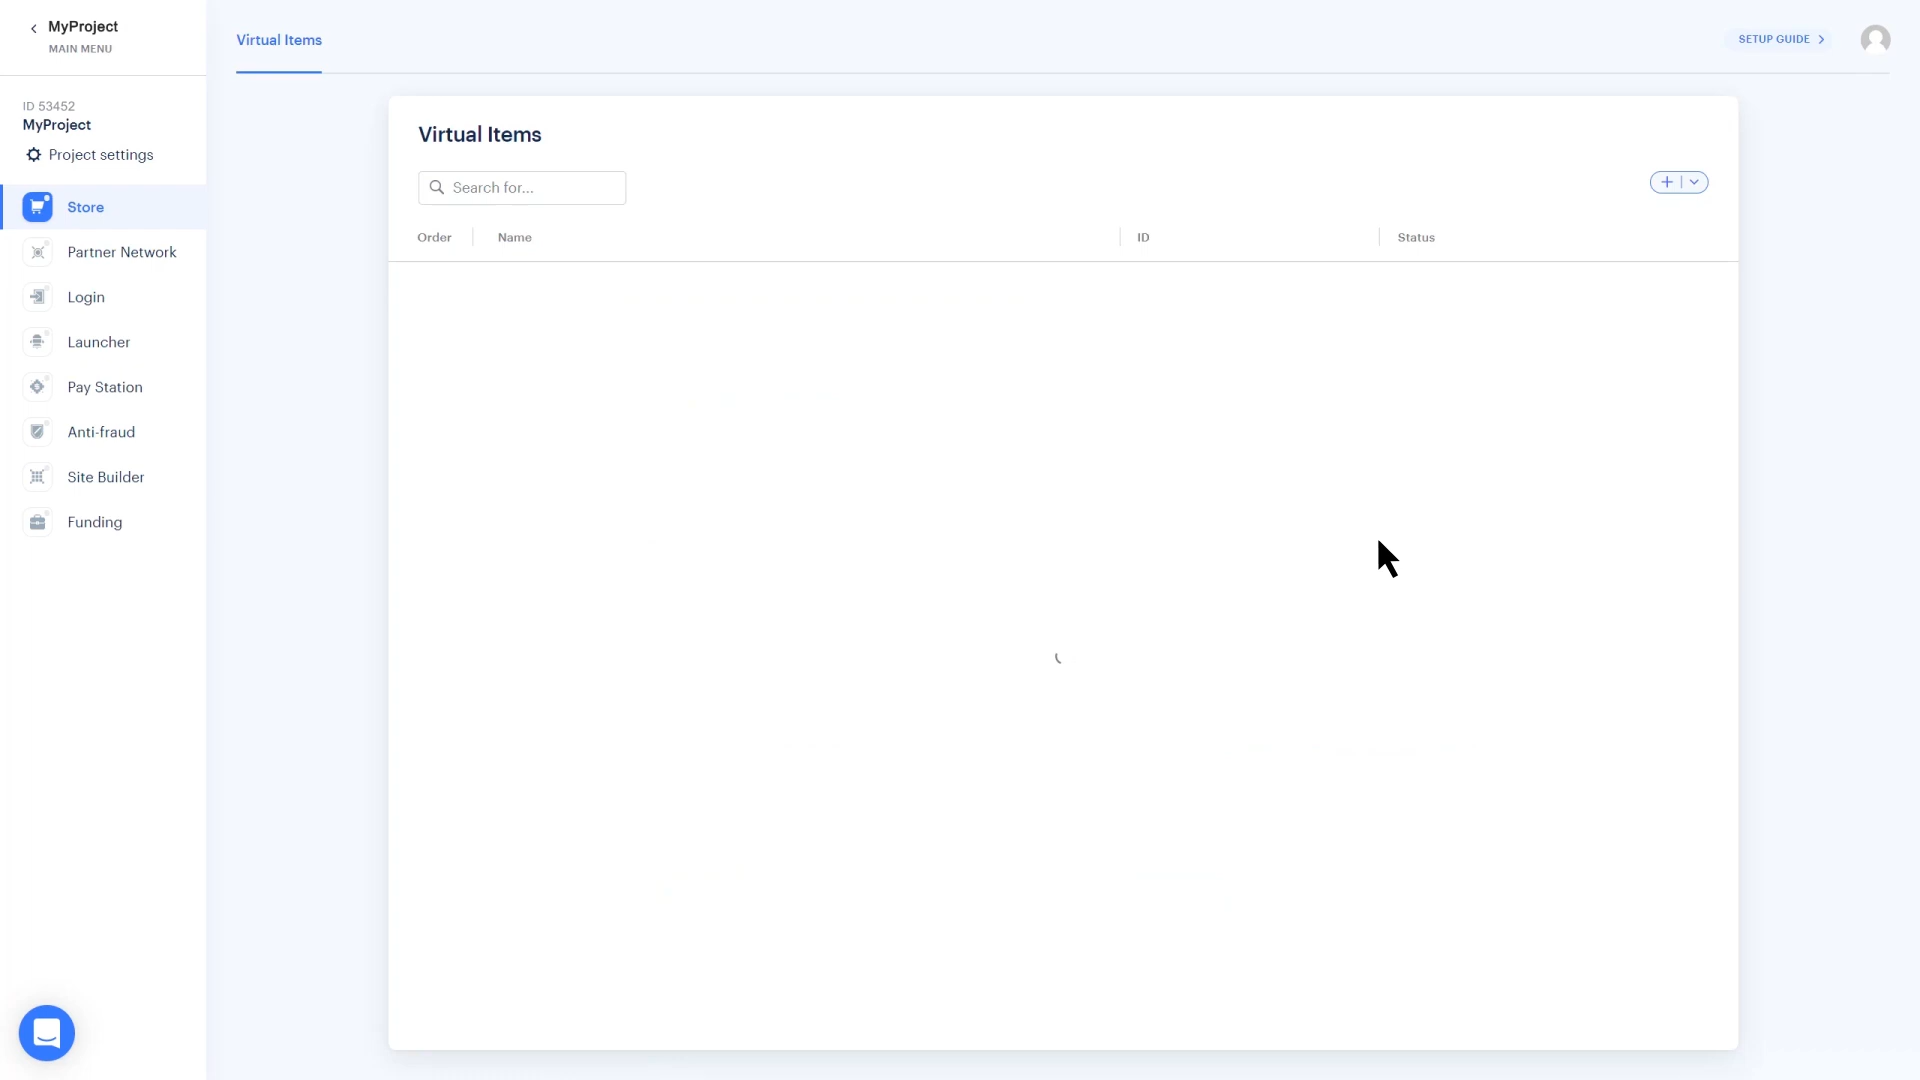 MyProject
MAIN MENU
Virtual Items
SETUP GUIDE
ID 53452
MyProject
Project settings
Store
Partner Network
Login
Launcher
Pay Station
Anti-fraud
Site Builder
Funding
Virtual Items
Search for...
Order Name ID Status